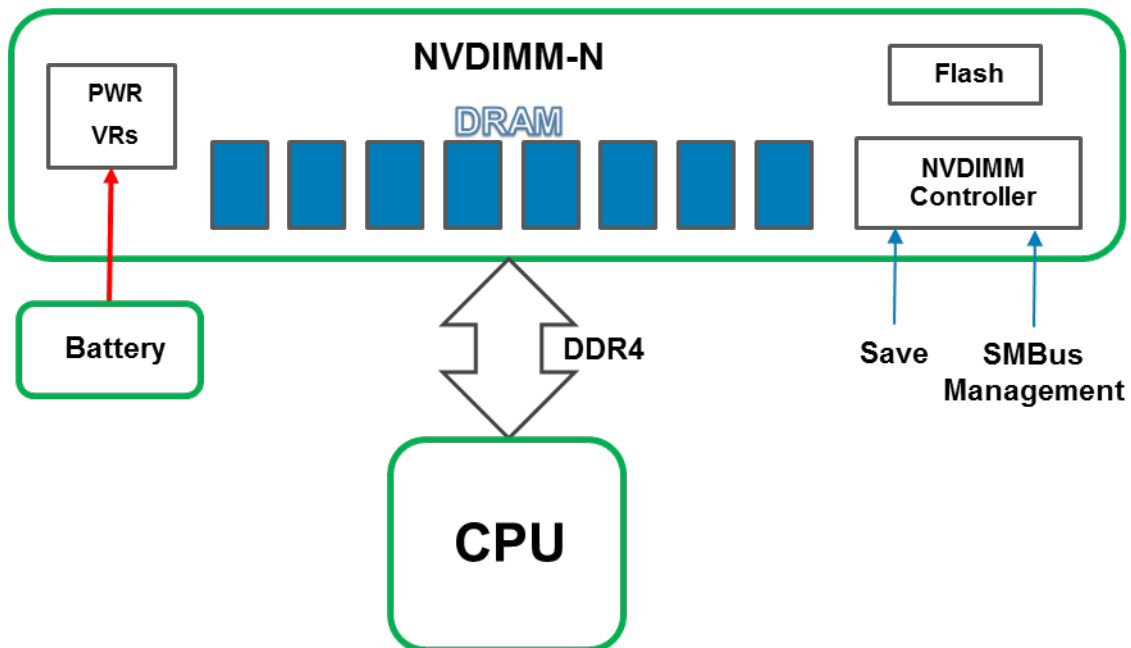 NVDIMM-N
PWR
VRs
DRAM
Flash
NVDIMM
Controller
Battery
DDR4
Save
SMBus
Management
CPU